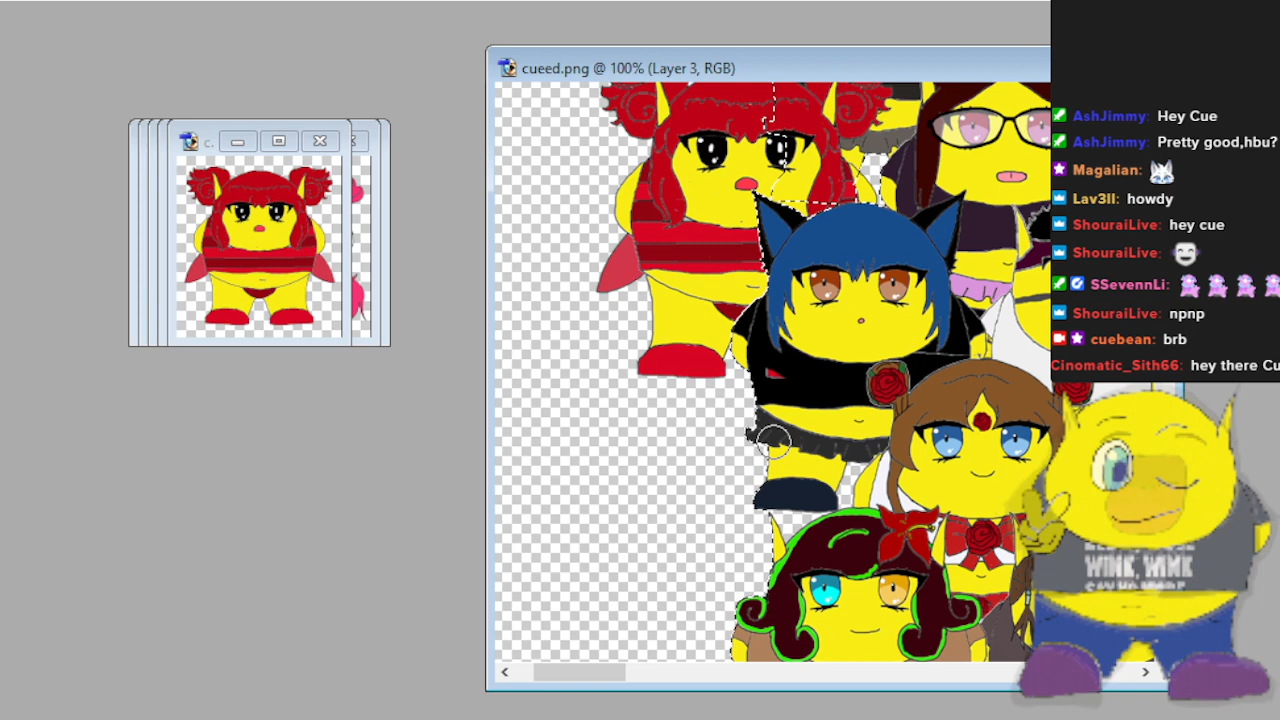 cueed.png @ 100% (Layer 3, RGB)
c.
AshJimmy: Hey Cue
AshJimmy: Pretty good,hbu?
Magalian:
Lav3ll: howdy
ShouraiLive: hey cue
ShouraiLive:
SSevennLi:
ShouraiLive: npnp
cuebean: brb
Cinomatic_Sith66: hey there Cu
WINK, WINK